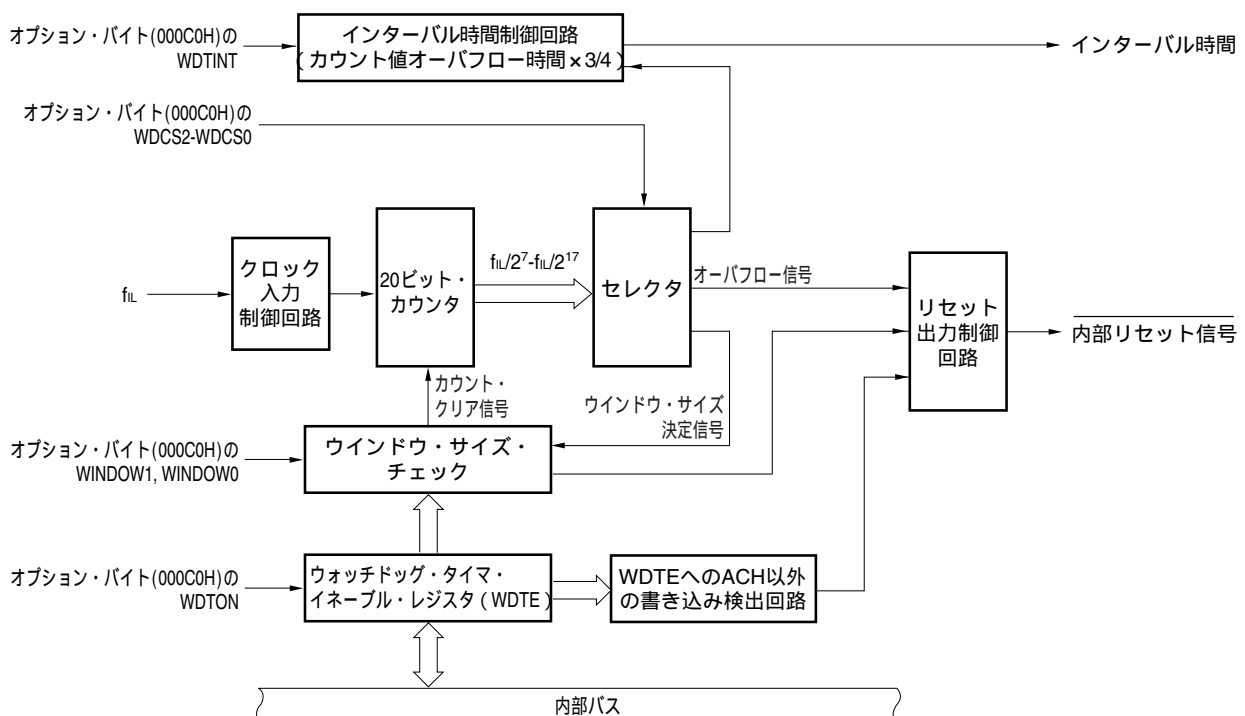 オプション・バイト(000C0H)の
WDTINT
インターバル時間制御回路
(カウント値オーバフロー時間×3/4)
インターバル時間
オプション・バイト(000C0H)の
WDCS2-WDCS0
fIL
クロック
入力
制御回路
20ビット・
カウンタ
fIL/2^7-fIL/2^17
セレクタ
オーバフロー信号
リセット
出力制御
回路
内部リセット信号
カウント・
クリア信号
ウインドウ・サイズ
決定信号
オプション・バイト(000C0H)の
WINDOW1, WINDOW0
ウインドウ・サイズ・
チェック
オプション・バイト(000C0H)の
WDTON
ウォッチドッグ・タイマ・
イネーブル・レジスタ(WDTE)
WDTEへのACH以外
の書き込み検出回路
内部バス